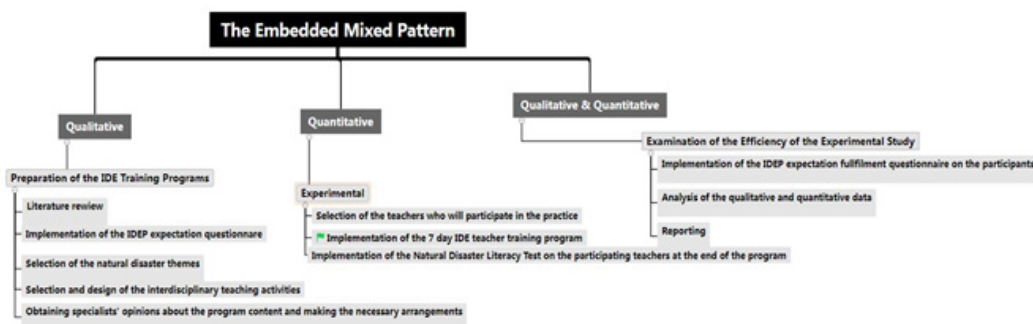 The Embedded Mixed Pattern
Qualitative
Preparation of the IDE Training Programs
Literature rewiew
Implementation of the IDEP expectation questionnare
Selection of the natural disaster themes
Selection and design of the interdisciplinary teaching activities
Obtaining specialists' opinions about the program content and making the necessary arrangements
Quantitative
Experimental
Selection of the teachers who will participate in the practice
Implementation of the 7 day IDE teacher training program
Implementation of the Natural Disaster Literacy Test on the participating teachers at the end of the program
Qualitative & Quantitative
Examination of the Efficiency of the Experimental Study
Implementation of the IDEP expectation fullfilment questionnaire on the participants
Analysis of the qualitative and quantitative data
Reporting